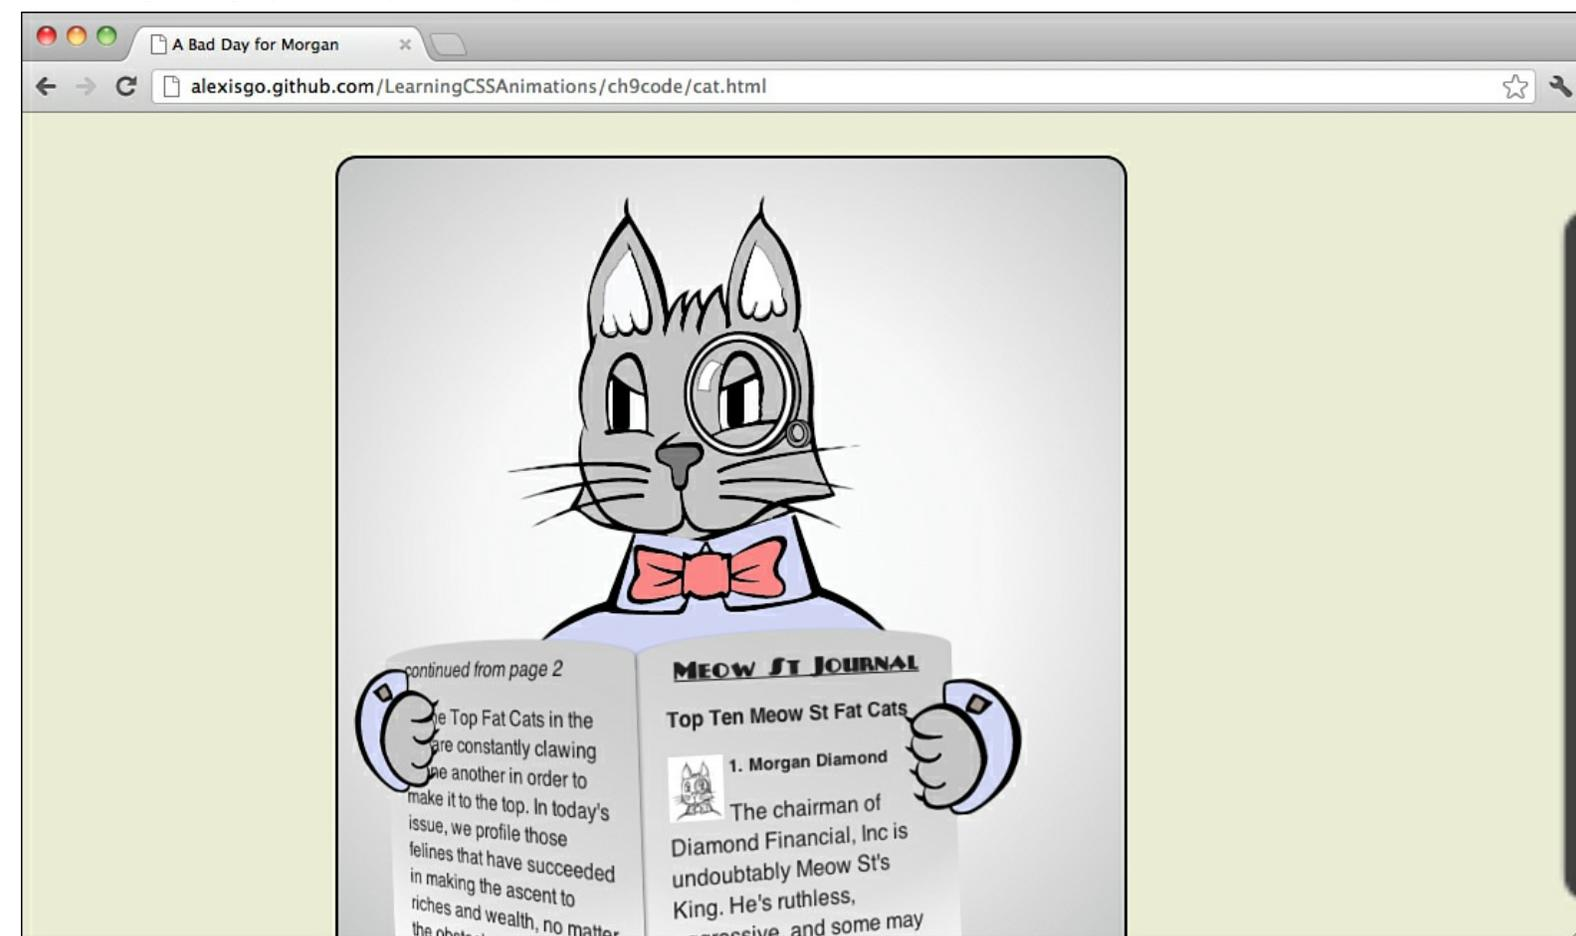 A Bad Day for Morgan
alexisgo.github.com/LearningCSSAnimations/ch9code/cat.html
continued from page 2
Top Fat Cats in the
are constantly clawing
another in order to
make it to the top. In today's
issue, we profile those
felines that have succeeded
in making the ascent to
riches and wealth, no matter
the
MEOW ST JOURNAL
Top Ten Meow St Fat Cats
1. Morgan Diamond
The chairman of
Diamond Financial, Inc is
undoubtably Meow St's
King. He's ruthless,
and some may